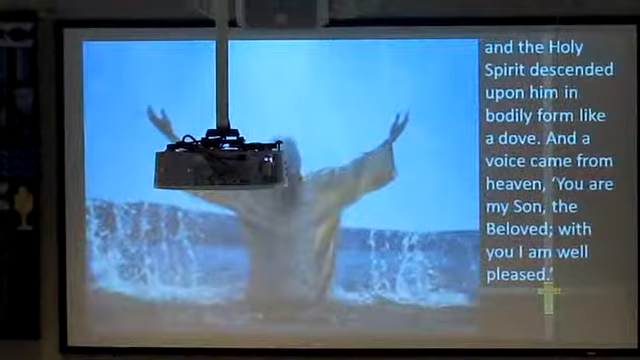 and the Holy
Spirit descended
upon him in
bodily form like
a dove. And a
voice came from
heaven, ‘You are
my Son, the
Beloved; with
you I am well
pleased.’